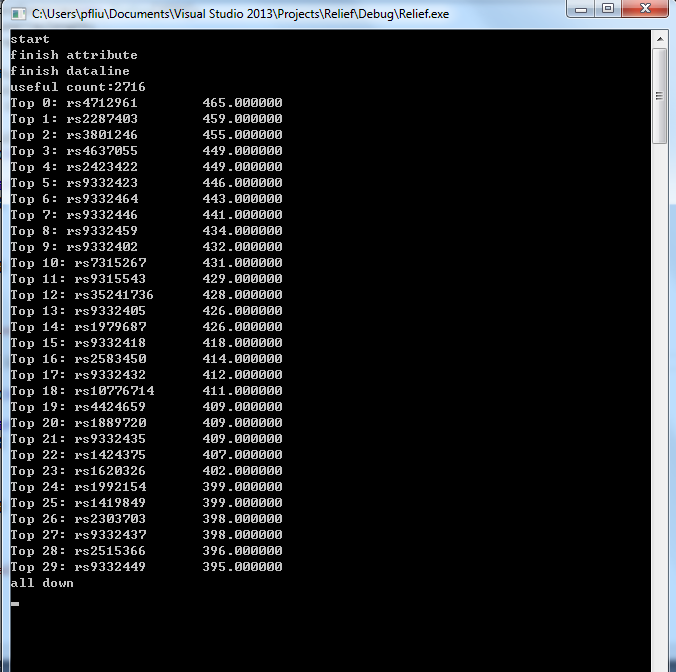 C:\Users\pfliu\Documents\Visual Studio 2013\Projects\Relief\Debug\Relief.exe
start
finish attribute
finish dataline
useful count:2716
Top 0: rs4712961 465.000000
Top 1: rs2287403 459.000000
Top 2: rs3801246 455.000000
Top 3: rs4637055 449.000000
Top 4: rs2423422 449.000000
Top 5: rs9332423 446.000000
Top 6: rs9332464 443.000000
Top 7: rs9332446 441.000000
Top 8: rs9332459 434.000000
Top 9: rs9332402 432.000000
Top 10: rs7315267 431.000000
Top 11: rs9315543 429.000000
Top 12: rs35241736 428.000000
Top 13: rs9332405 426.000000
Top 14: rs1979687 426.000000
Top 15: rs9332418 418.000000
Top 16: rs2583450 414.000000
Top 17: rs9332432 412.000000
Top 18: rs10776714 411.000000
Top 19: rs4424659 409.000000
Top 20: rs1889720 409.000000
Top 21: rs9332435 409.000000
Top 22: rs1424375 407.000000
Top 23: rs1620326 402.000000
Top 24: rs1992154 399.000000
Top 25: rs1419849 399.000000
Top 26: rs2303703 398.000000
Top 27: rs9332437 398.000000
Top 28: rs2515366 396.000000
Top 29: rs9332449 395.000000
all down